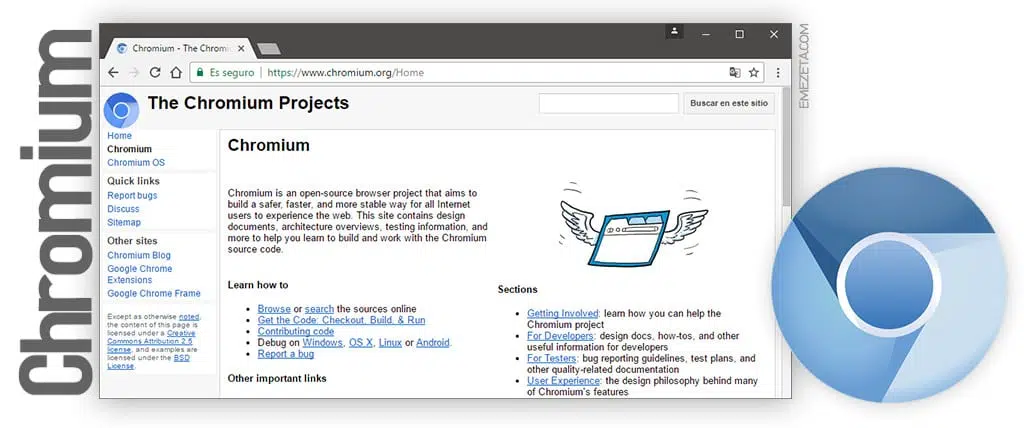 Chromium
Chromium - The Chromi
Es seguro | https://www.chromium.org/Home
EMEZETA.COM
The Chromium Projects
Buscar en este sitio
Home
Chromium
Chromium OS
Quick links
Report bugs
Discuss
Sitemap
Other sites
Chromium Blog
Google Chrome
Extensions
Google Chrome Frame
Except as otherwise noted,
the content of this page is
licensed under a Creative
Commons Attribution 2.5
license, and examples are
licensed under the BSD
License.
Chromium
Chromium is an open-source browser project that aims to
build a safer, faster, and more stable way for all Internet
users to experience the web. This site contains design
documents, architecture overviews, testing information, and
more to help you learn to build and work with the Chromium
source code.
Learn how to
• Browse or search the sources online
• Get the Code: Checkout, Build, & Run
• Contributing code
• Debug on Windows, OS X, Linux or Android.
• Report a bug
Other important links
Sections
• Getting Involved: learn how you can help the
Chromium project
• For Developers: design docs, how-tos, and other
useful information for developers
• For Testers: bug reporting guidelines, test plans, and
other quality-related documentation
• User Experience: the design philosophy behind many
of Chromium's features